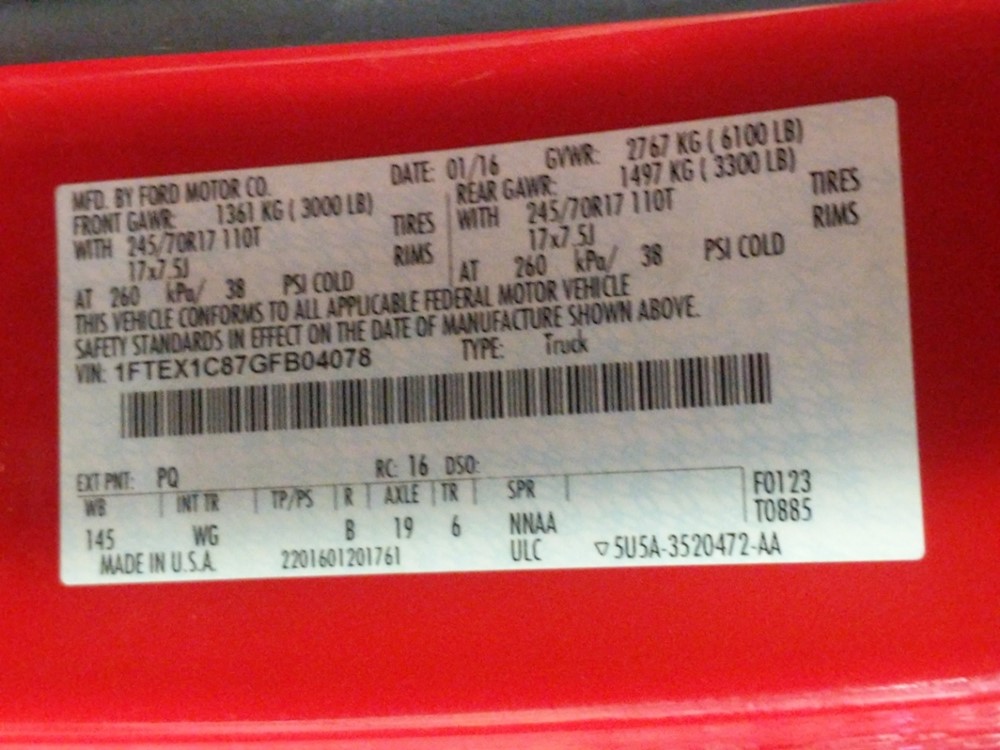 MFD. BY FORD MOTOR CO. DATE: 01/16 GVWR: 2767 KG ( 6100 LB)
FRONT GAWR: 1361 KG ( 3000 LB) REAR GAWR: 1497 KG ( 3300 LB)
WITH 245/70R17 110T TIRES WITH 245/70R17 110T TIRES
17x7.5J RIMS 17x7.5J RIMS
AT 260 kPa/ 38 PSI COLD AT 260 kPa/ 38 PSI COLD
THIS VEHICLE CONFORMS TO ALL APPLICABLE FEDERAL MOTOR VEHICLE
SAFETY STANDARDS IN EFFECT ON THE DATE OF MANUFACTURE SHOWN ABOVE.
VIN: 1FTEX1C87GFB04078 TYPE: Truck
EXT PNT: PQ RC: 16 DSO:
WB INT TR TP/PS R AXLE TR SPR F0123
145 WG B 19 6 NNAA T0885
MADE IN U.S.A. 2201601201761 ULC ▽5U5A-3520472-AA